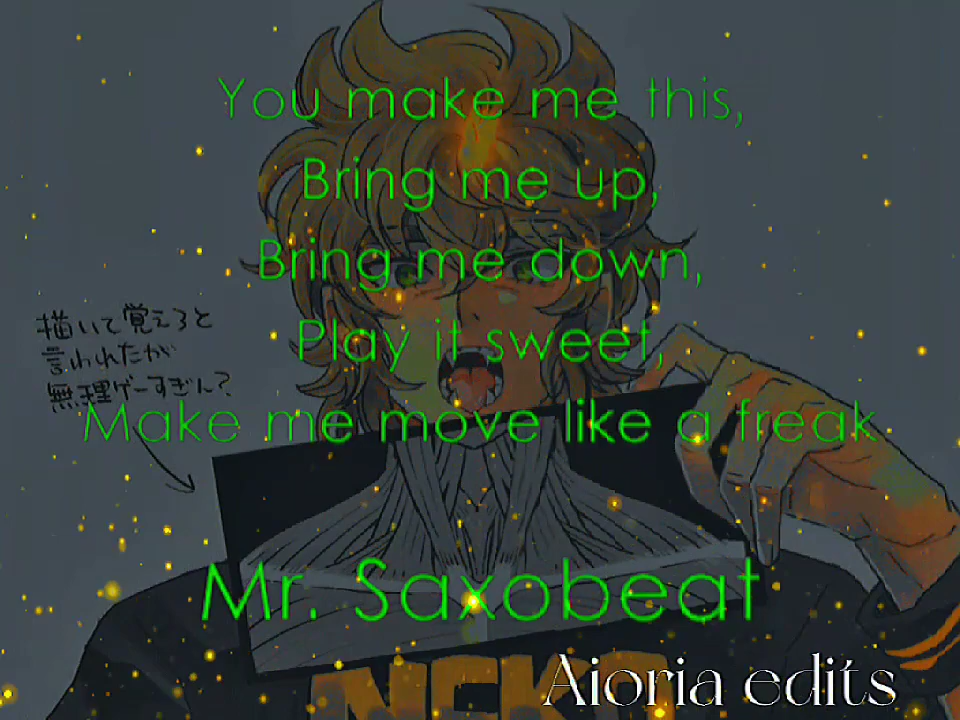 You make me this,
Bring me up,
Bring me down,
Play it sweet,
Make me move like a freak
Mr. Saxobeat
描いて覚えろと
言われたが
無理ゲーすぎん?
NEKO
Aioria edits